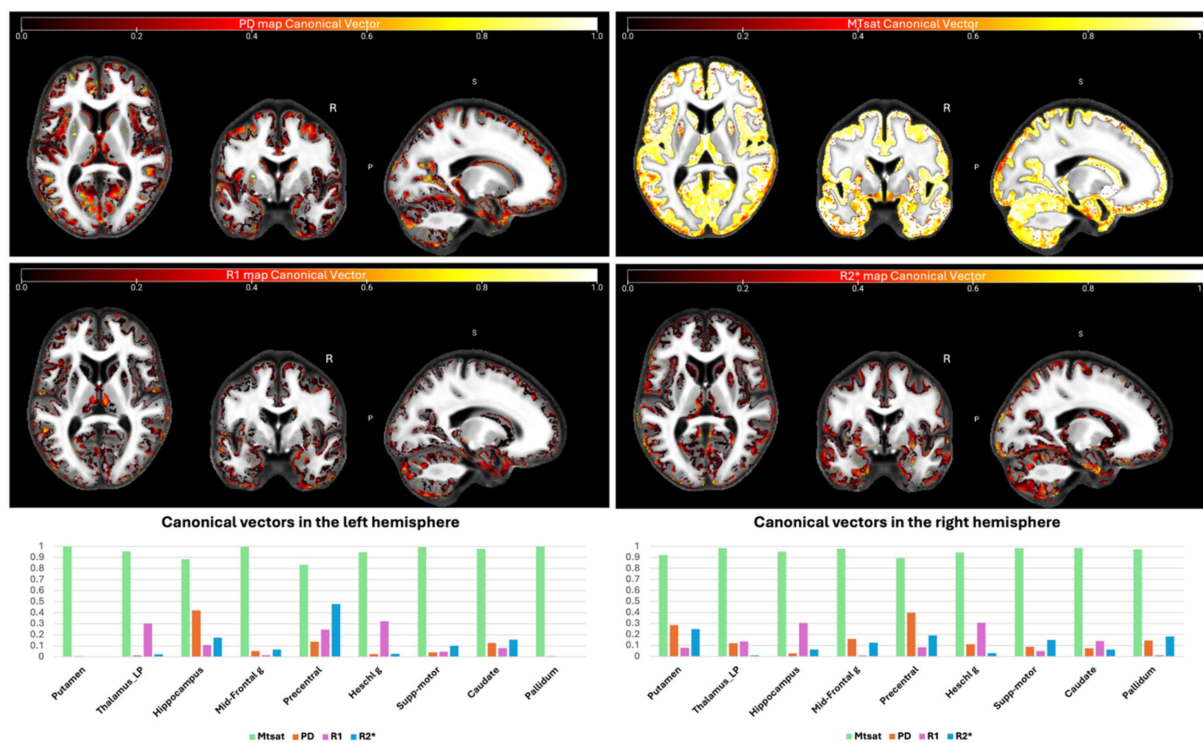 PD map Canonical Vector
0.0 0.2 0.4 0.6 0.8 1.0
S
R
P
MTsat Canonical Vector
0.2 0.4 0.6 0.8 1.
S
R
R1 map Canonical Vector
0.0 0.2 0.4 0.6 0.8 1.0
S
R
P
R2* map Canonical Vector
0.2 0.4 0.6 0.8 1.
S
R
P
Canonical vectors in the left hemisphere
1
0.9
0.8
0.7
0.6
0.5
0.4
0.3
0.2
0.1
0
Putamen
Thalamus_LP
Hippocampus
Mid-Frontal g
Precentral
Heschl g
Supp-motor
Caudate
Pallidum
Mtsat PD R1 R2*
Canonical vectors in the right hemisphere
1
0.9
0.8
0.7
0.6
0.5
0.4
0.3
0.2
0.1
0
Putamen
Thalamus_LP
Hippocampus
Mid-Frontal g
Precentral
Heschl g
Supp-motor
Caudate
Pallidum
Mtsat PD R1 R2*